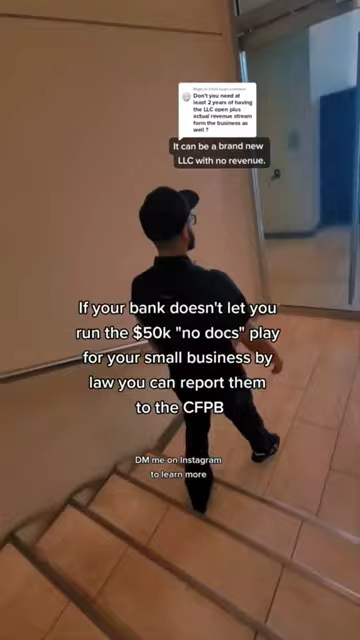 Don't you need at
least 2 years of having
the LLC open plus
actual revenue stream
form the business as
well ?
It can be a brand new
LLC with no revenue.
If your bank doesn't let you
run the $50k "no docs" play
for your small business by
law you can report them
to the CFPB
DM me on Instagram
to learn more